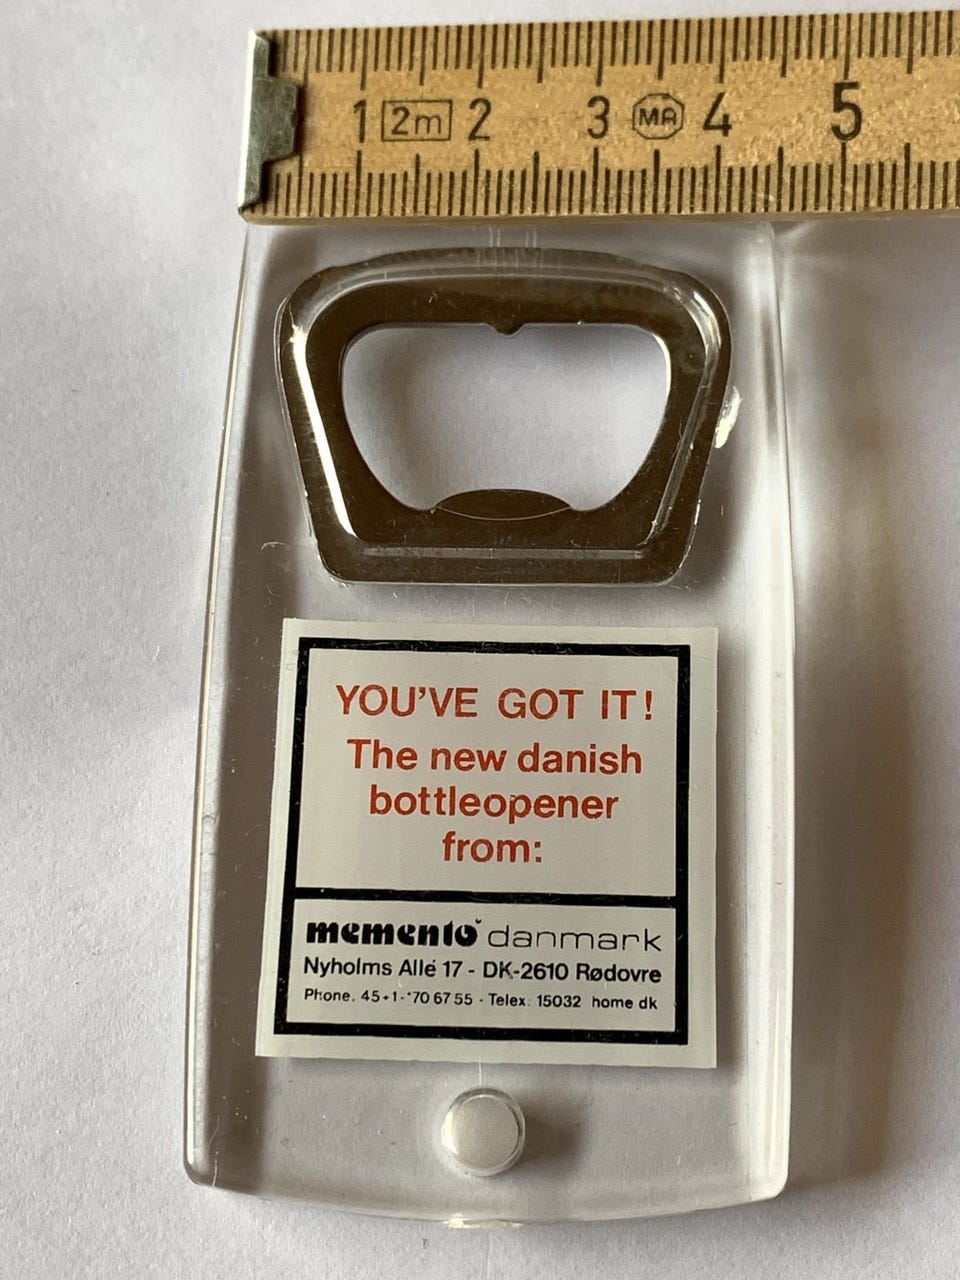 1 2m 2 3 MA 4 5
YOU'VE GOT IT!
The new danish
bottleopener
from:
memento danmark
Nyholms Allé 17 - DK-2610 Rødovre
Phone. 45+1-*70 67 55 - Telex: 15032 home dk